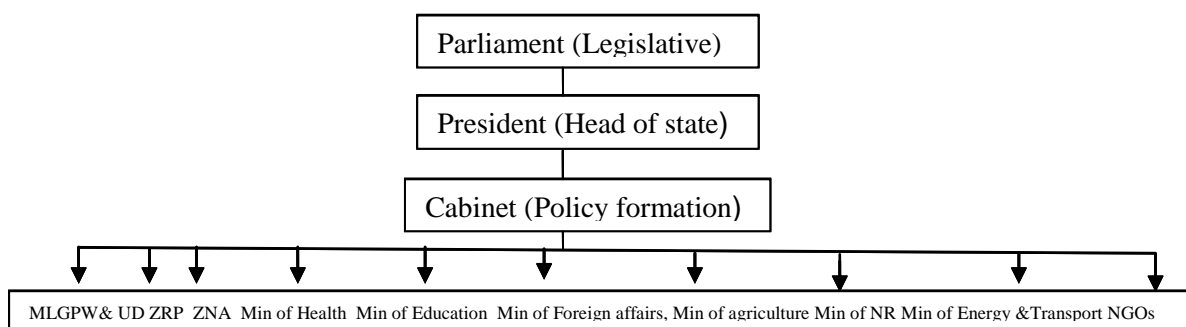 Parliament (Legislative)
President (Head of state)
Cabinet (Policy formation)
MLGPW& UD ZRP ZNA Min of Health Min of Education Min of Foreign affairs, Min of agriculture Min of NR Min of Energy &Transport NGOs